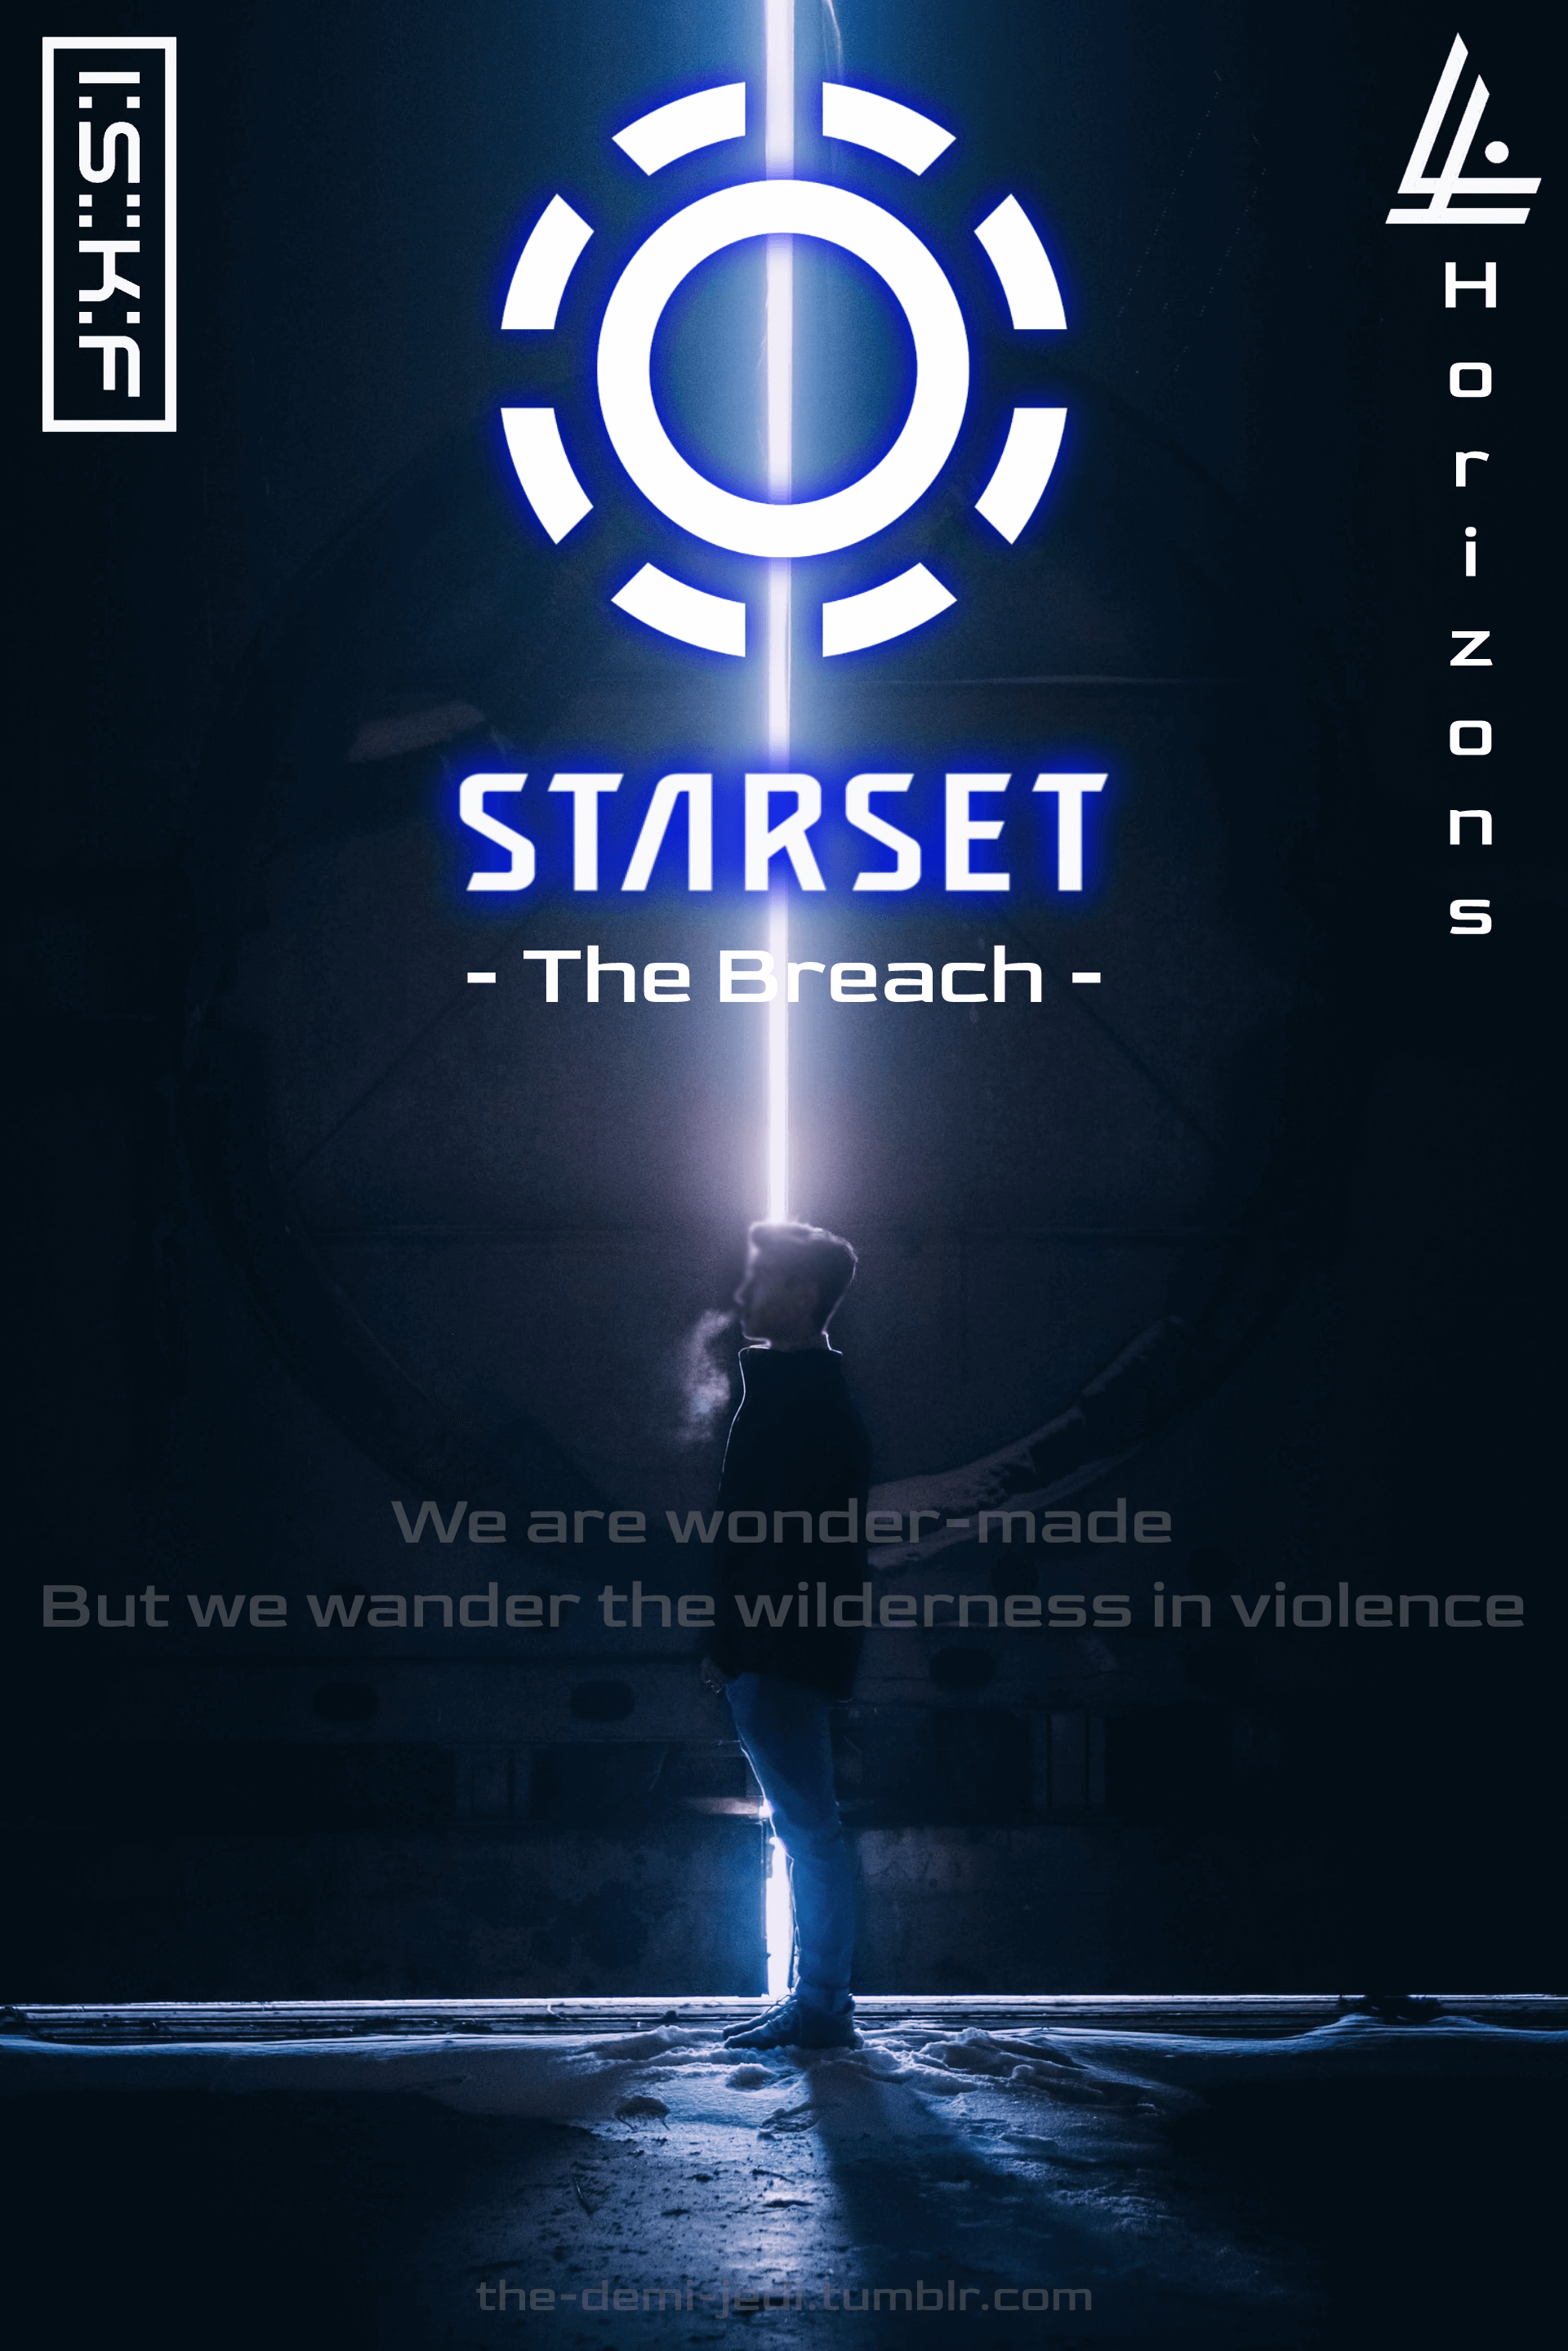 I:S:K:F
Horizons
STARSET
- The Breach -
We are wonder-made
But we wander the wilderness in violence
the-demi-jedi.tumblr.com